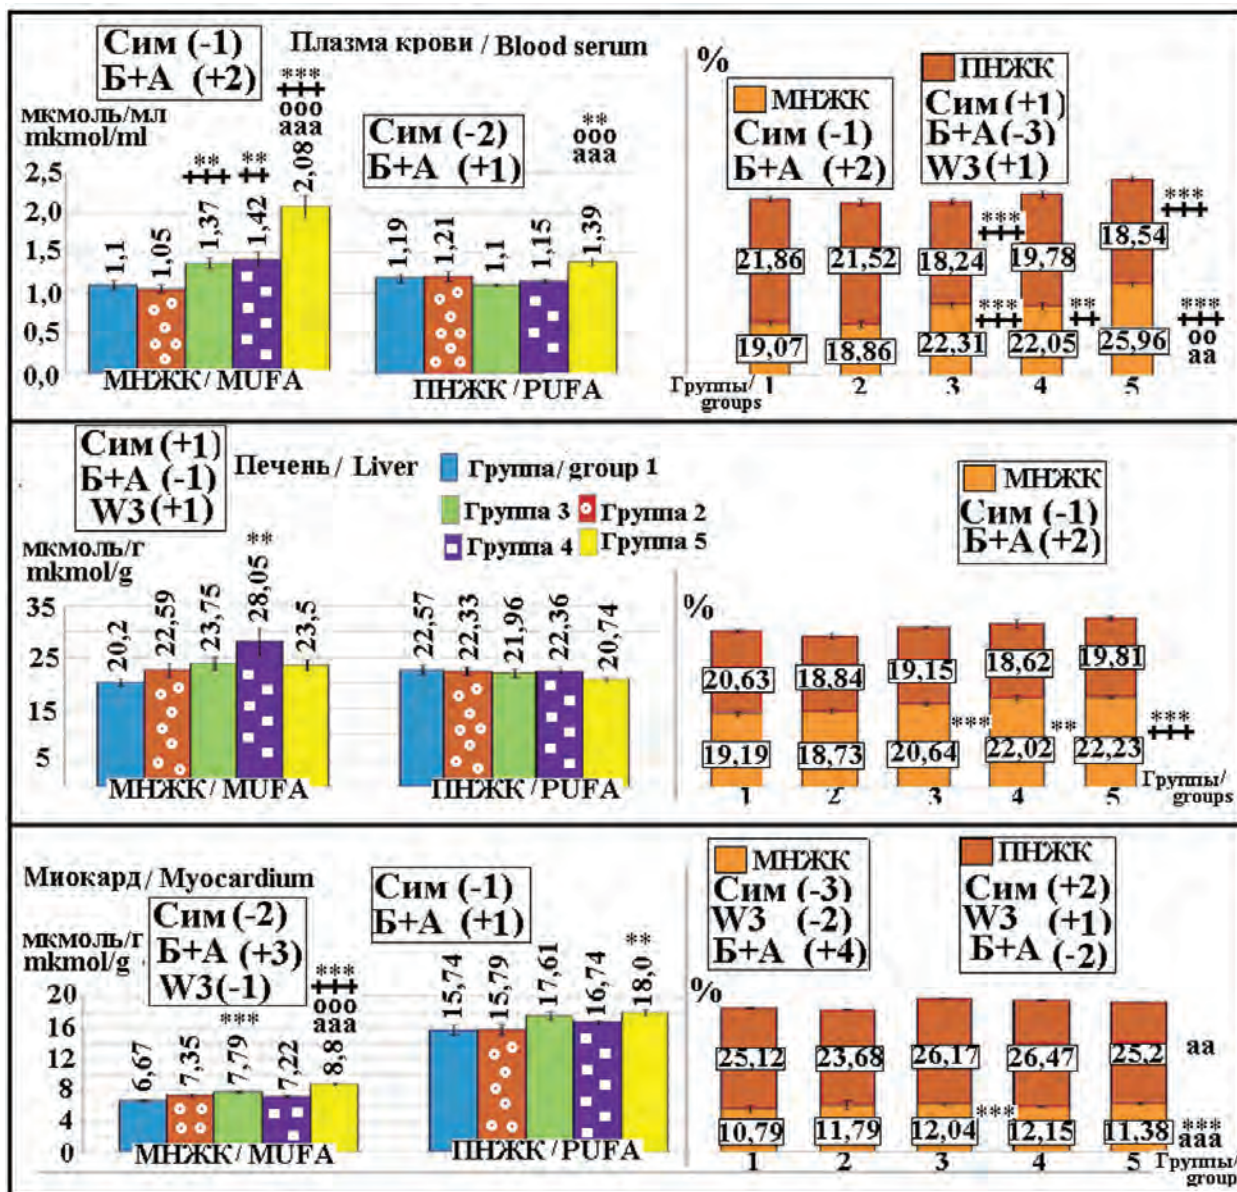 Сим (-1)
Б+А (+2)
Плазма крови / Blood serum
мкмоль/мл
mkmol/ml
2,5
2,0
1,5
1,0
0,5
0,0
1,1
1,05
**
1,37
**
1,42
***
ооо
ааа
2,08
МНЖК / MUFA
Сим (-2)
Б+А (+1)
**
ооо
ааа
1,19
1,21
1,1
1,15
1,39
ПНЖК / PUFA
%
МНЖК
Сим (-1)
Б+А (+2)
ПНЖК
Сим (+1)
Б+А (-3)
W3 (+1)
21,86
21,52
18,24
19,78
18,54
***
***
19,07
18,86
22,31
22,05
25,96
***
**
***
оо
аа
Группы/
groups
1
2
3
4
5
Сим (+1)
Б+А (-1)
W3 (+1)
Печень / Liver
Группа/ group 1
Группа 3
Группа 2
Группа 4
Группа 5
мкмоль/г
mkmol/g
35
25
15
5
20,2
22,59
23,75
**
28,05
23,5
МНЖК / MUFA
22,57
22,33
21,96
22,36
20,74
ПНЖК / PUFA
МНЖК
Сим (-1)
Б+А (+2)
%
20,63
18,84
19,15
18,62
19,81
***
**
***
19,19
18,73
20,64
22,02
22,23
1
2
3
4
5
Группы/
groups
Миокард / Myocardium
Сим (-2)
Б+А (+3)
W3 (-1)
мкмоль/г
mkmol/g
20
16
12
8
4
0
6,67
7,35
***
7,79
7,22
***
ооо
ааа
8,8
МНЖК / MUFA
Сим (-1)
Б+А (+1)
15,74
15,79
17,61
16,74
**
18,0
ПНЖК / PUFA
МНЖК
Сим (-3)
W3 (-2)
Б+А (+4)
ПНЖК
Сим (+2)
W3 (+1)
Б+А (-2)
%
25,12
23,68
26,17
26,47
25,2
аа
***
10,79
11,79
12,04
12,15
11,38
***
ааа
1
2
3
4
5
Группы/
group